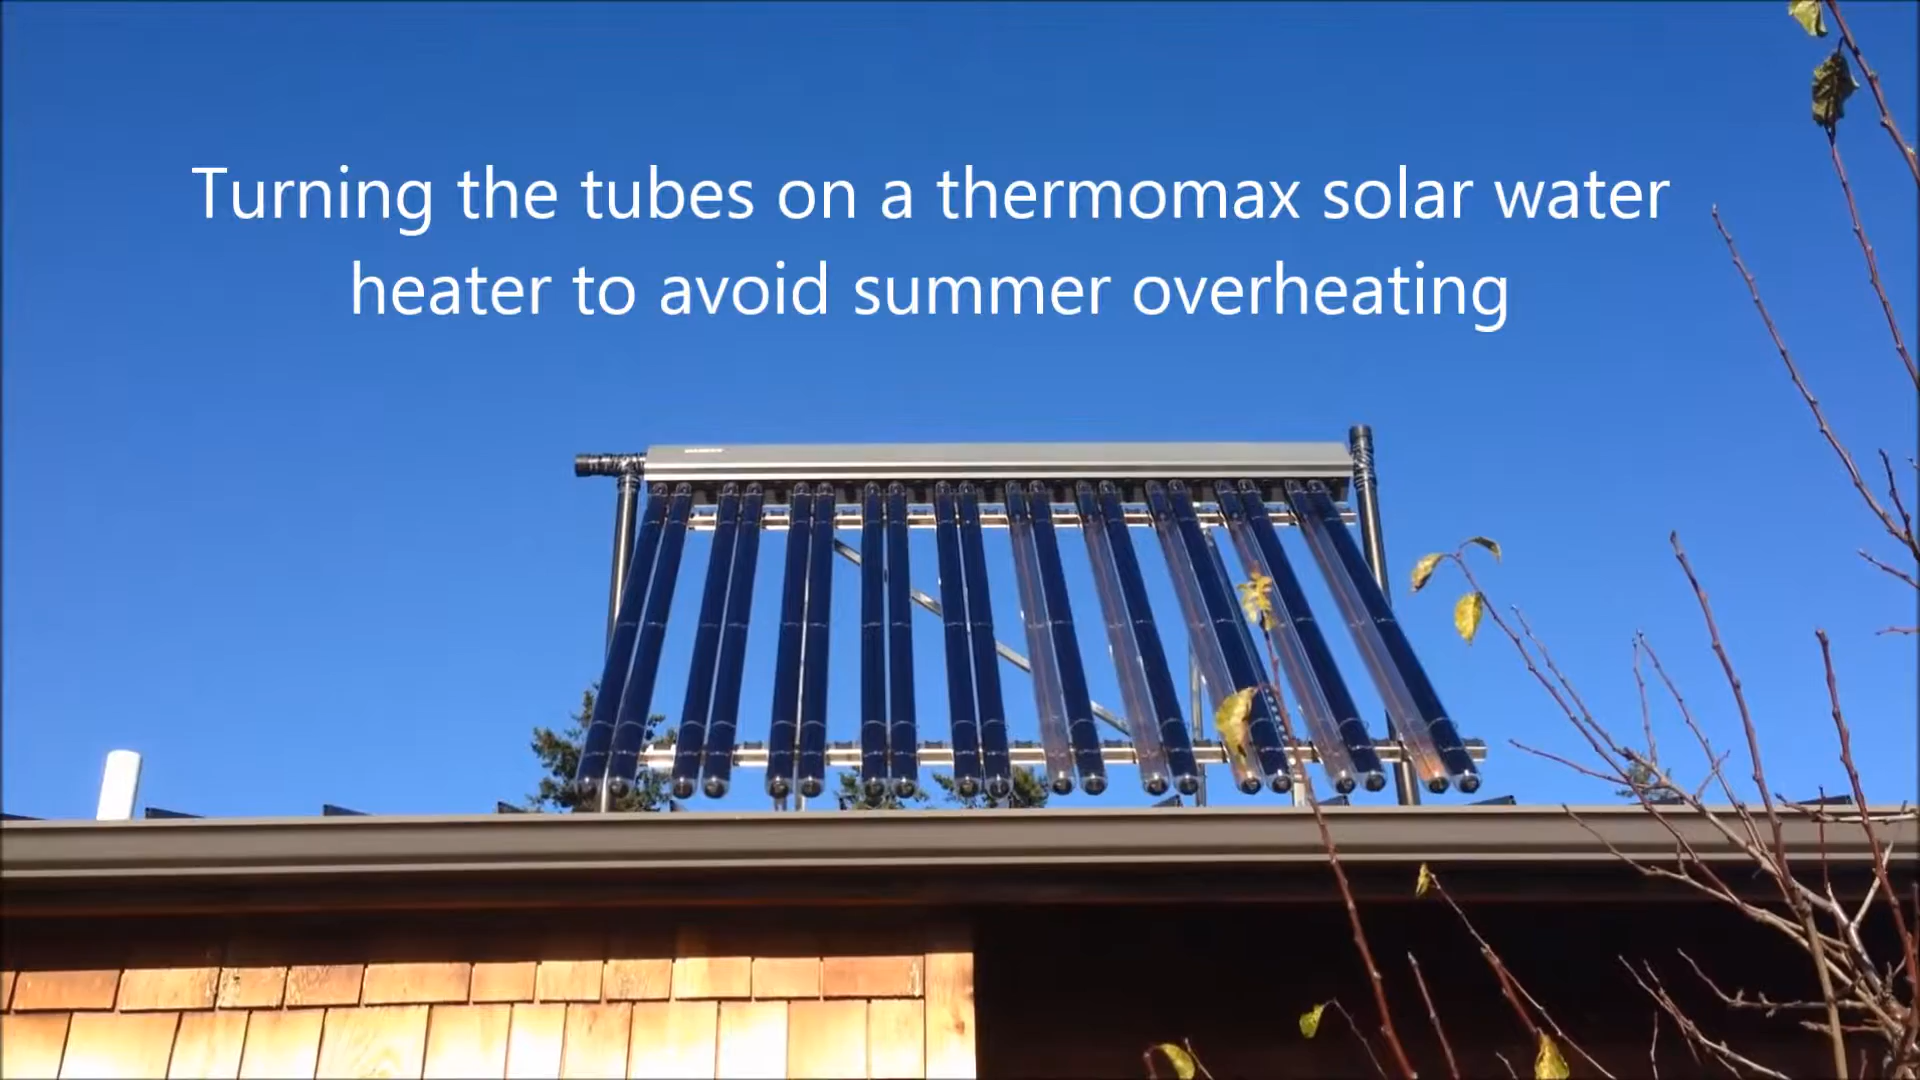 Turning the tubes on a thermomax solar water
heater to avoid summer overheating